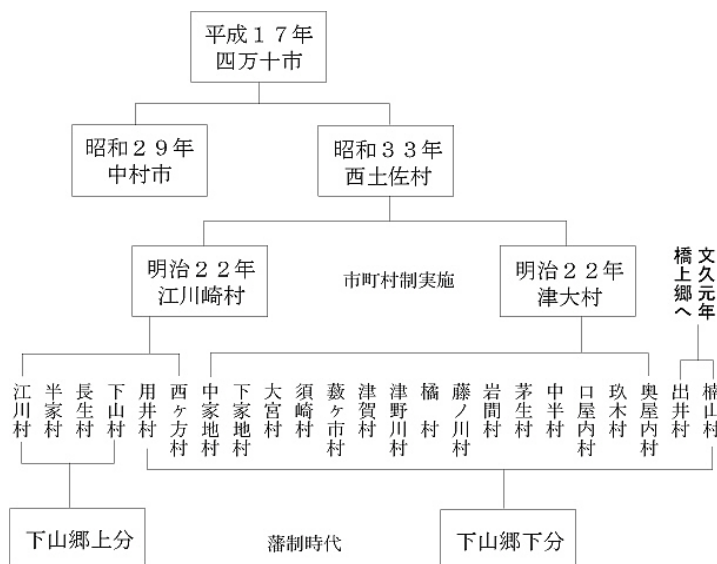 平成１７年
四万十市
昭和２９年
中村市
昭和３３年
西土佐村
明治２２年
江川崎村
市町村制実施
明治２２年
津大村
文久元年
橋上郷へ
江川村
半家村
長生村
下山村
用井村
西ヶ方村
中家地村
下家地村
大宮村
須崎村
藪ヶ市村
津賀村
津野川村
橘　村
藤ノ川村
岩間村
茅生村
中半村
口屋内村
玖木村
奥屋内村
出井村
楠山村
下山郷上分
藩制時代
下山郷下分